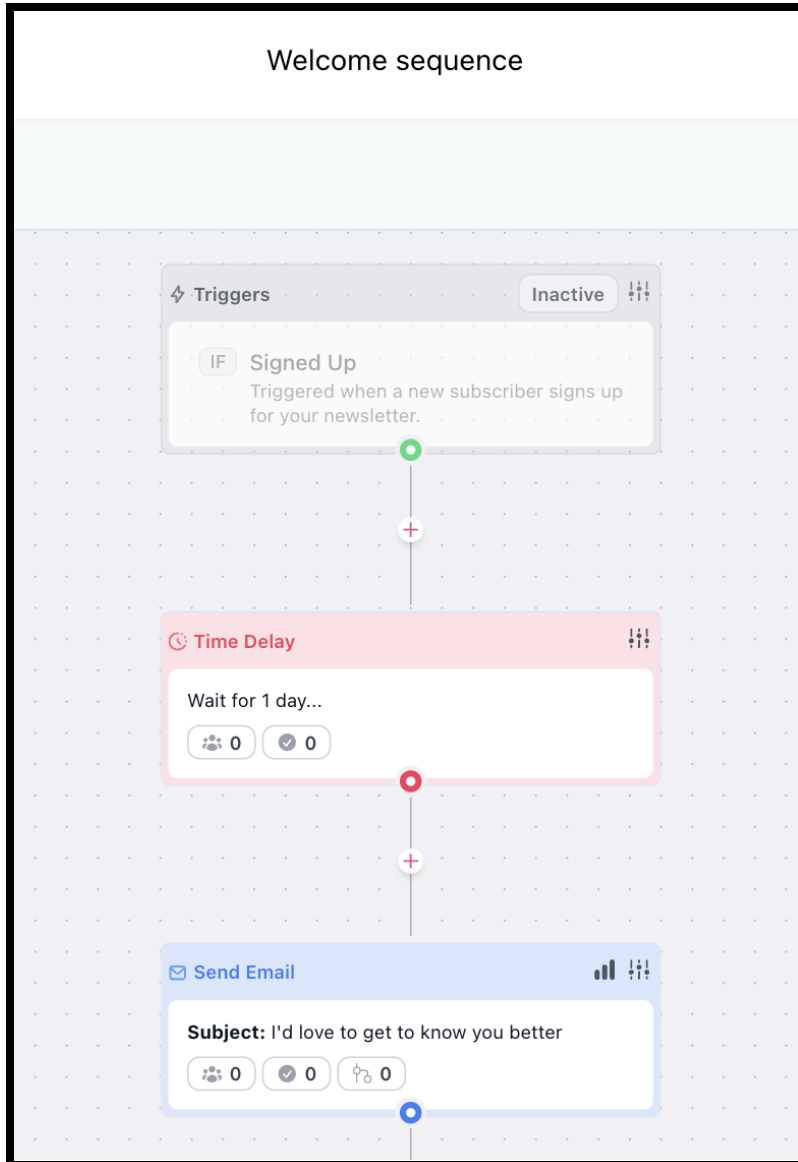 Welcome sequence
Triggers
Inactive
IF
Signed Up
Triggered when a new subscriber signs up
for your newsletter.
Time Delay
Wait for 1 day...
0
0
Send Email
Subject: I'd love to get to know you better
0
0
0